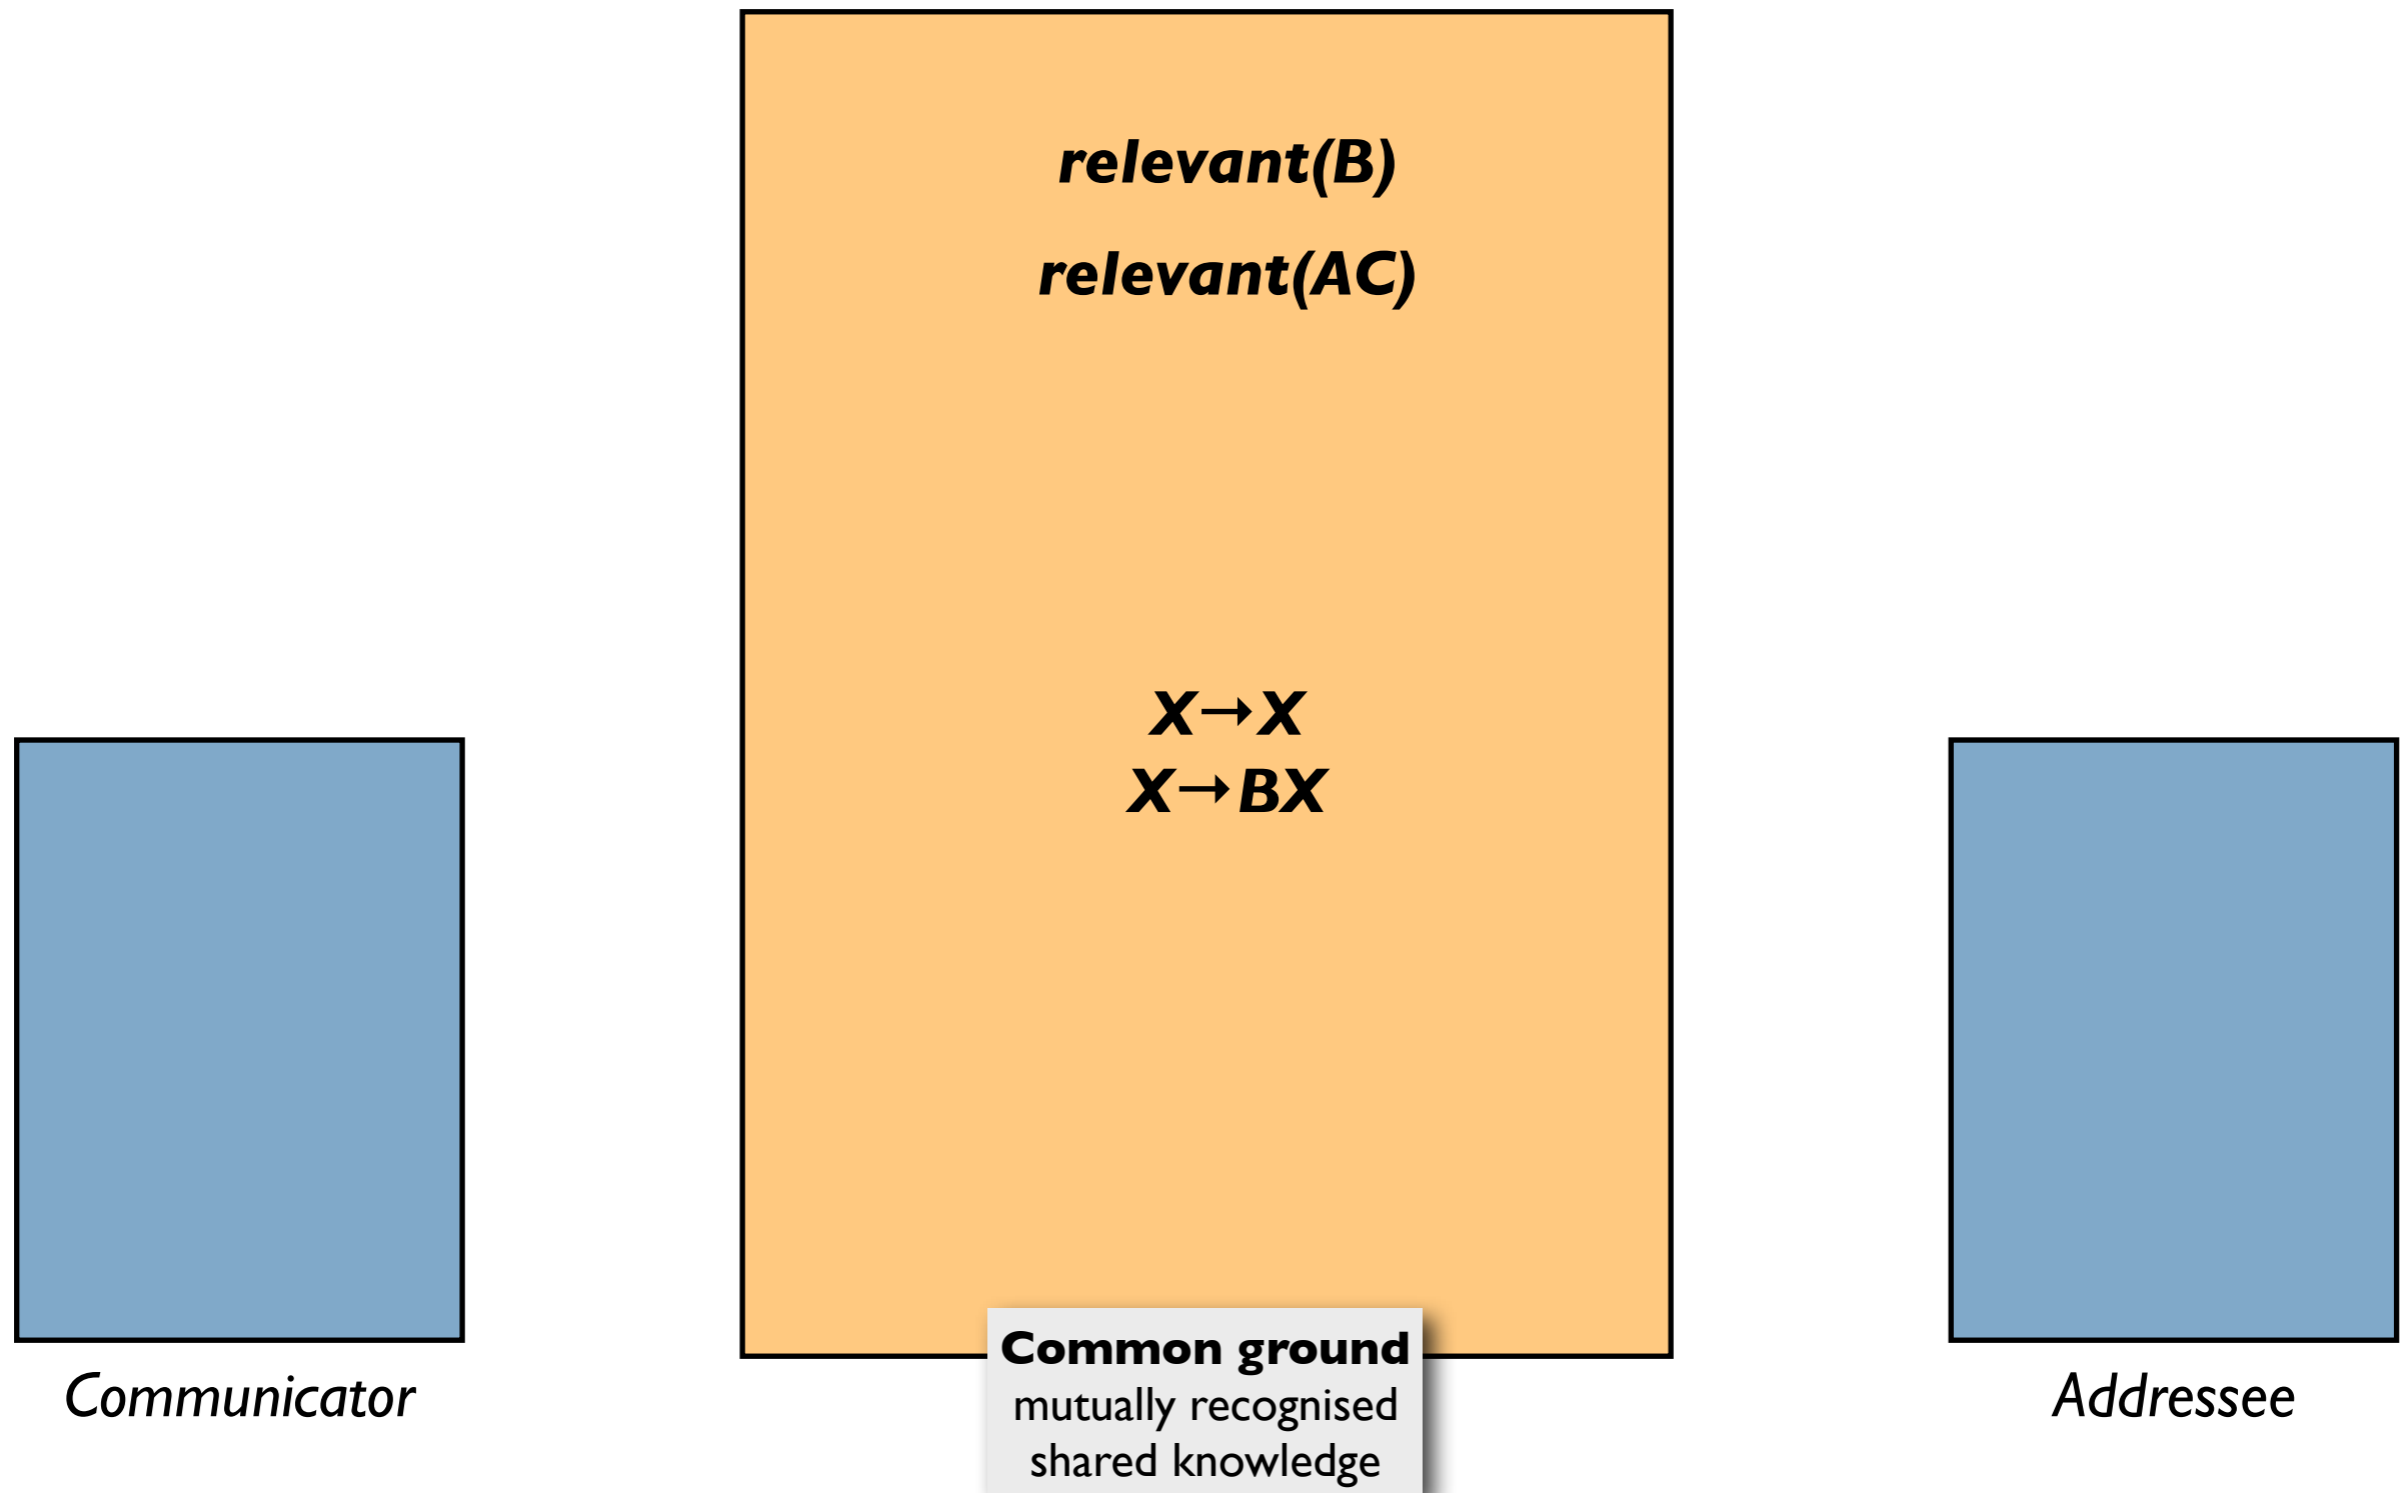 relevant(B)
relevant(AC)
X→X
X→BX
Communicator
Common ground
mutually recognised
shared knowledge
Addressee